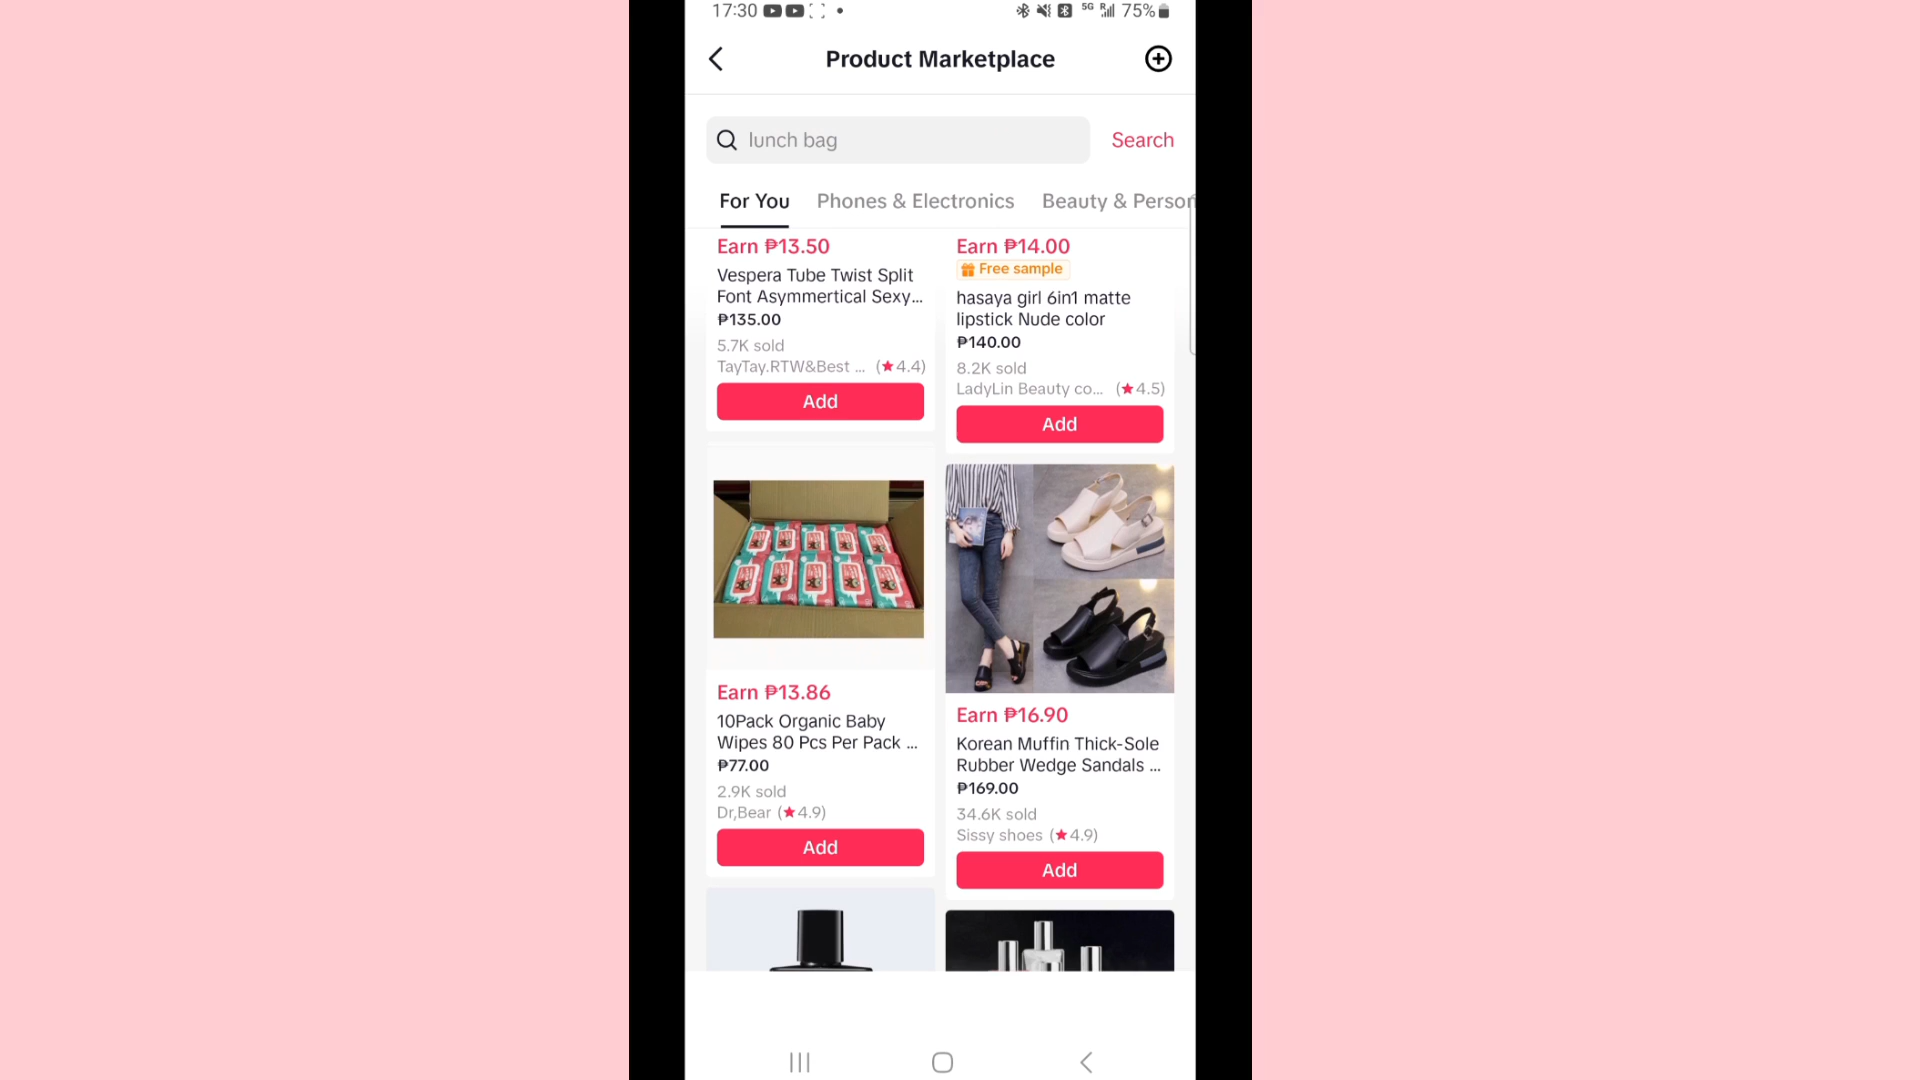 17:30
5G
R
75%
Product Marketplace
lunch bag
Search
For You
Phones & Electronics
Beauty & Person
Earn ₱13.50
Vespera Tube Twist Split
Font Asymmertical Sexy...
₱135.00
5.7K sold
TayTay.RTW&Best ... (★4.4)
Add
Earn ₱14.00
Free sample
hasaya girl 6in1 matte
lipstick Nude color
₱140.00
8.2K sold
LadyLin Beauty co... (★4.5)
Add
Earn ₱13.86
10Pack Organic Baby
Wipes 80 Pcs Per Pack ...
₱77.00
2.9K sold
Dr,Bear (★4.9)
Add
Earn ₱16.90
Korean Muffin Thick-Sole
Rubber Wedge Sandals ...
₱169.00
34.6K sold
Sissy shoes (★4.9)
Add